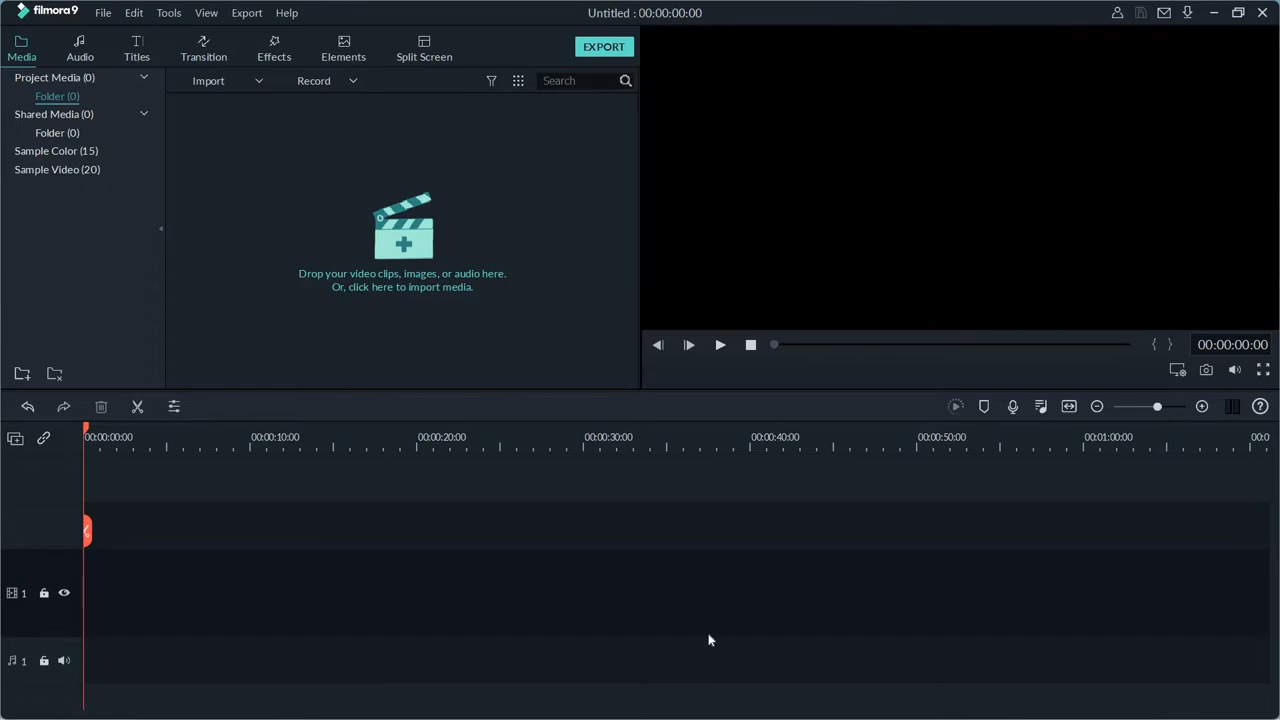 filmora9 File Edit Tools View Export Help Untitled : 00:00:00:00
Media Audio Titles Transition Effects Elements Split Screen EXPORT
Project Media (0)
Folder (0)
Shared Media (0)
Folder (0)
Sample Color (15)
Sample Video (20)
Import Record Search
Drop your video clips, images, or audio here.
Or, click here to import media.
{ } 00:00:00:00
00:00:00:00 00:00:10:00 00:00:20:00 00:00:30:00 00:00:40:00 00:00:50:00 00:01:00:00 00:0
1
1